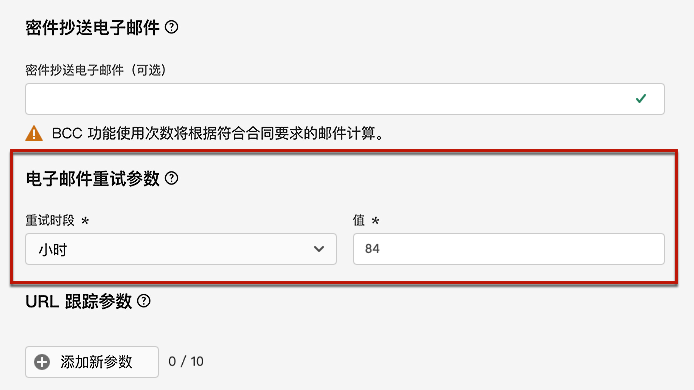 密件抄送电子邮件 ?
密件抄送电子邮件（可选）
BCC 功能使用次数将根据符合合同要求的邮件计算。
电子邮件重试参数 ?
重试时段 *
值 *
小时
84
URL 跟踪参数 ?
添加新参数 0 / 10